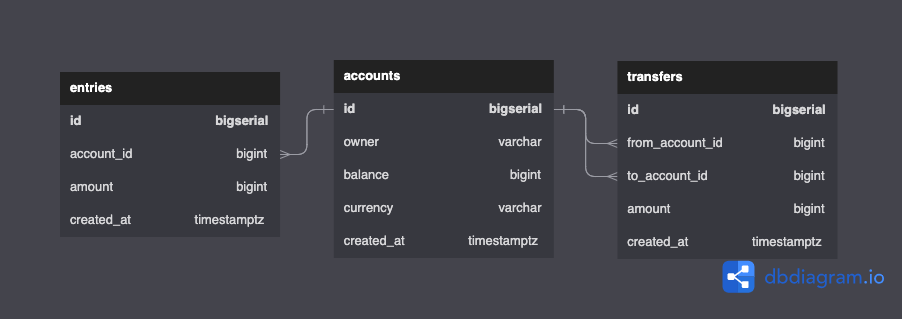 entries
id bigserial
account_id bigint
amount bigint
created_at timestamptz
accounts
id bigserial
owner varchar
balance bigint
currency varchar
created_at timestamptz
transfers
id bigserial
from_account_id bigint
to_account_id bigint
amount bigint
created_at timestamptz
dbdiagram.io